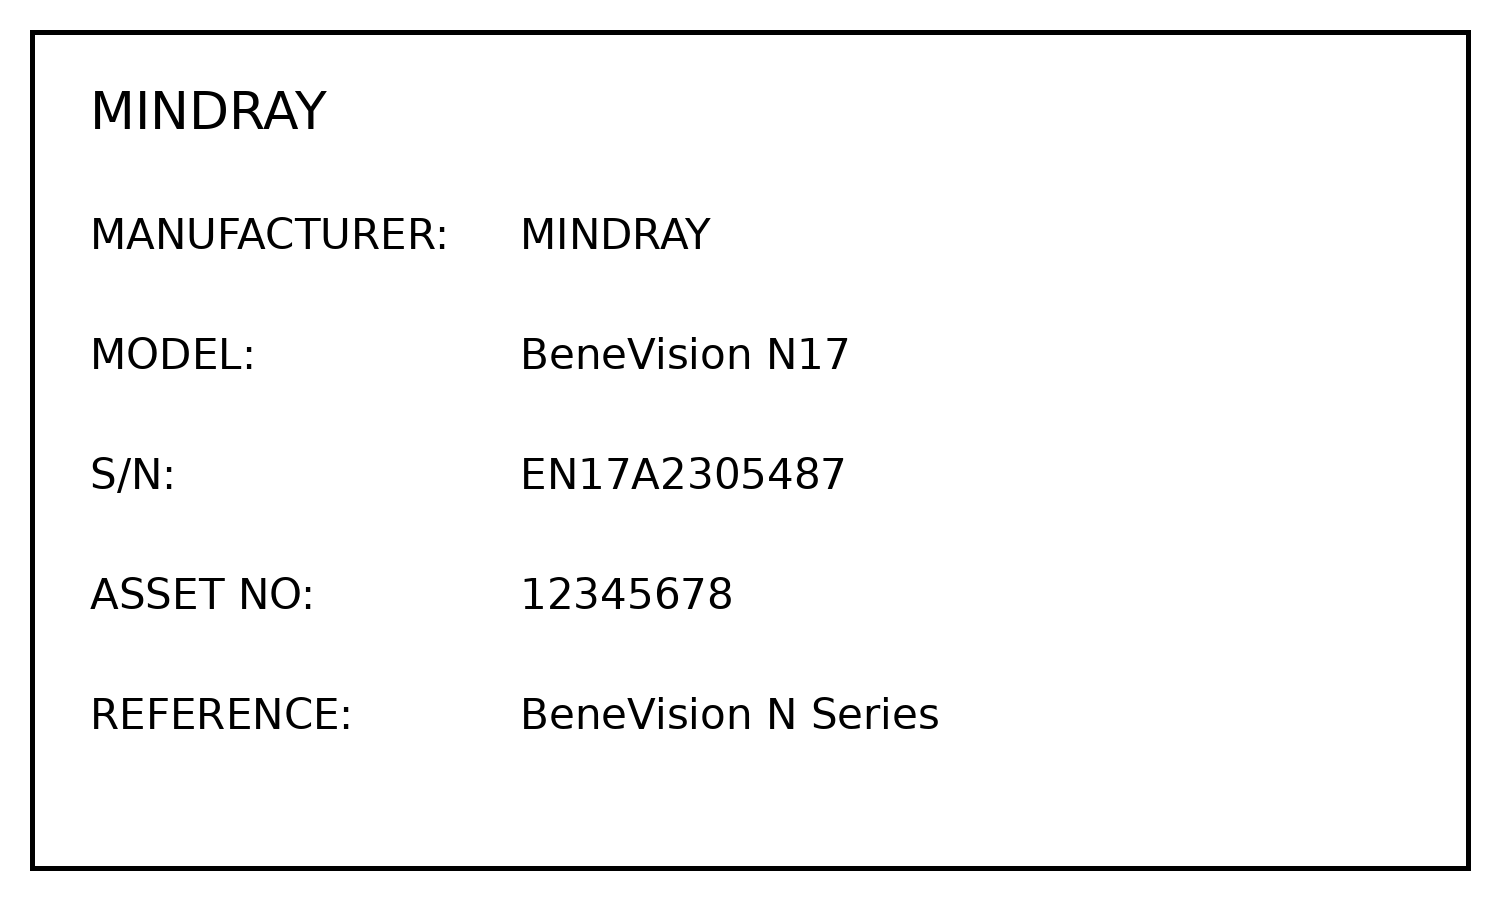 MINDRAY
MANUFACTURER: MINDRAY
MODEL: BeneVision N17
S/N: EN17A2305487
ASSET NO: 12345678
REFERENCE: BeneVision N Series